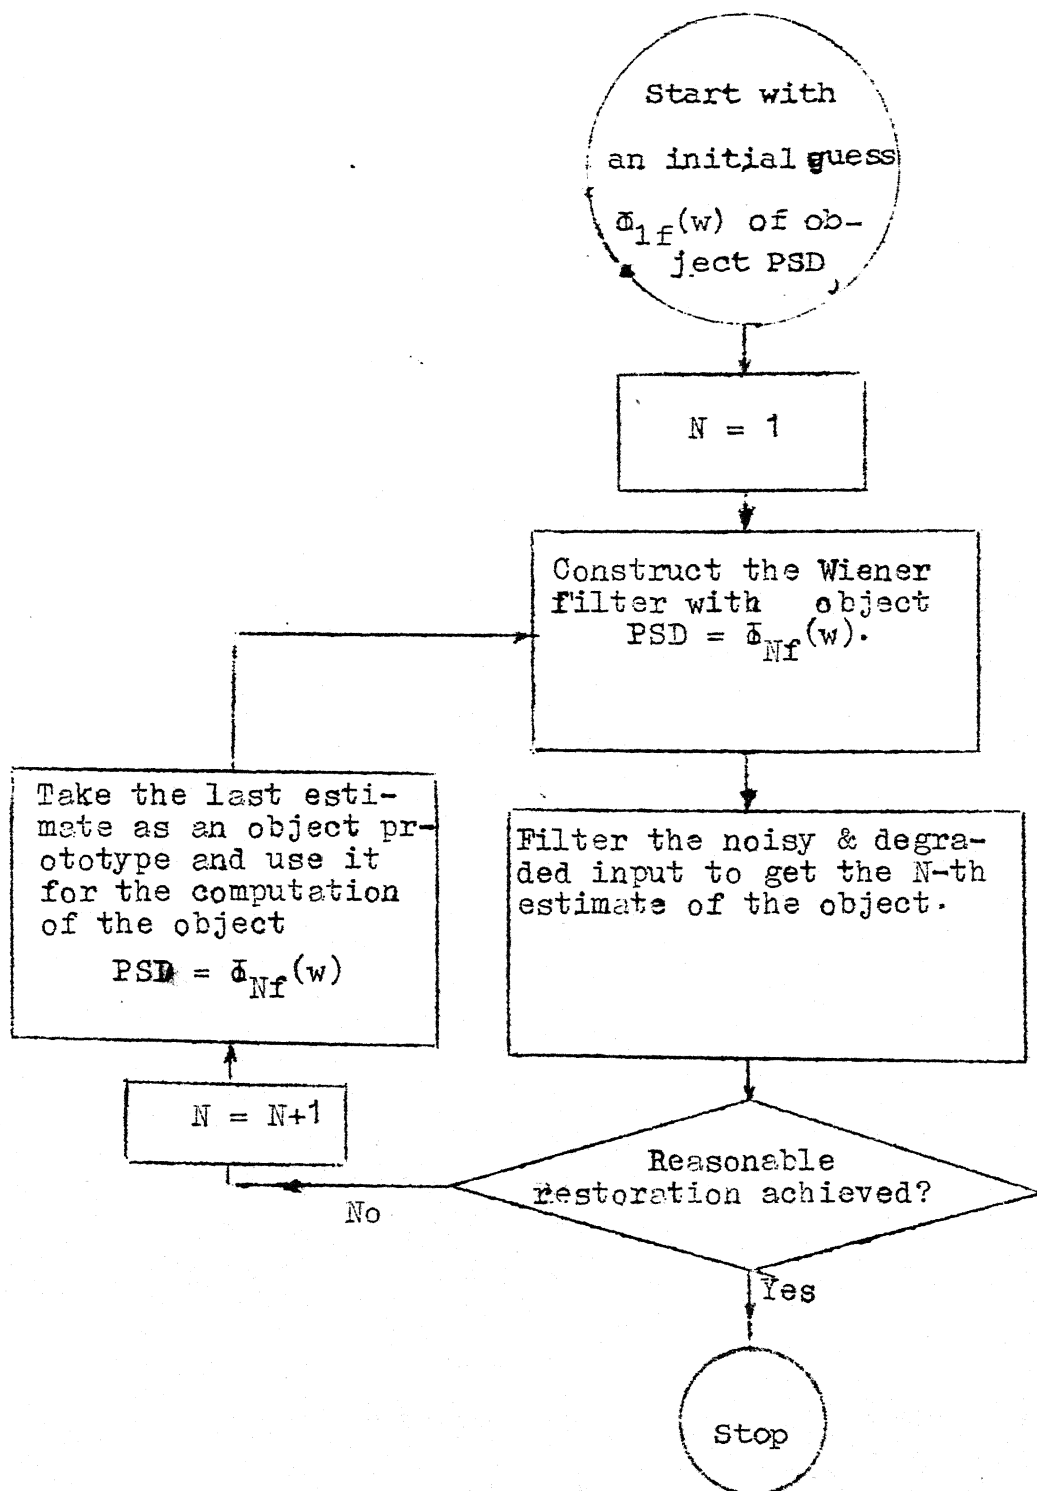 Start with
an initial guess
Φ1f(w) of ob-
ject PSD
N = 1
Construct the Wiener
filter with object
PSD = ΦNf(w).
Filter the noisy & degra-
ded input to get the N-th
estimate of the object.
Reasonable
restoration achieved?
No
Yes
N = N+1
Take the last esti-
mate as an object pr-
ototype and use it
for the computation
of the object
PSD = ΦNf(w)
Stop